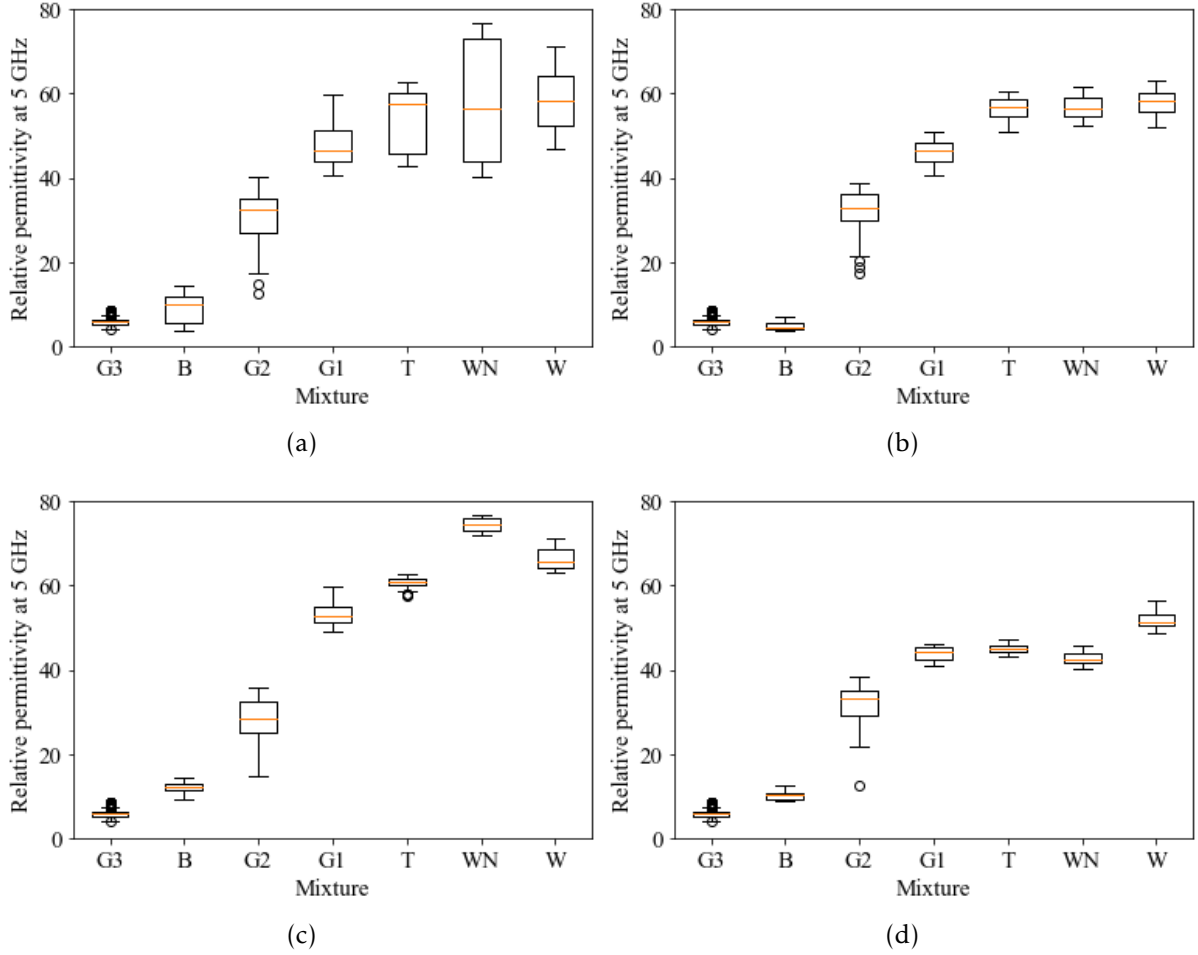 80
60
40
20
0
Relative permittivity at 5 GHz
G3 B G2 G1 T WN W
Mixture
(a)
80
60
40
20
0
Relative permittivity at 5 GHz
G3 B G2 G1 T WN W
Mixture
(b)
80
60
40
20
0
Relative permittivity at 5 GHz
G3 B G2 G1 T WN W
Mixture
(c)
80
60
40
20
0
Relative permittivity at 5 GHz
G3 B G2 G1 T WN W
Mixture
(d)